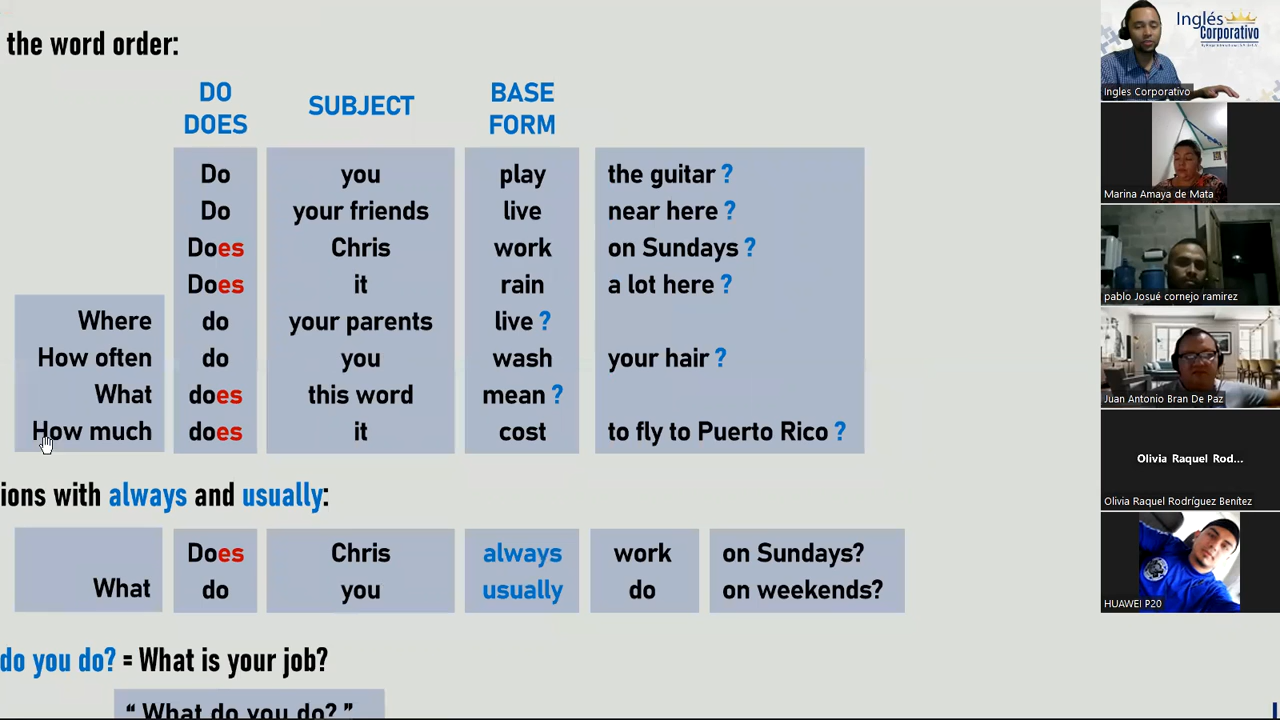 the word order:
DO
DOES
SUBJECT
BASE
FORM
Do you play the guitar ?
Do your friends live near here ?
Does Chris work on Sundays ?
Does it rain a lot here ?
Where do your parents live ?
How often do you wash your hair ?
What does this word mean ?
How much does it cost to fly to Puerto Rico ?
ions with always and usually:
Does Chris always work on Sundays?
What do you usually do on weekends?
do you do? = What is your job?
“ What do you do? ”
Inglés
Corporativo
Ingles Corporativo
Marina Amaya de Mata
pablo Josué cornejo ramirez
Juan Antonio Bran De Paz
Olivia Raquel Rod...
Olivia Raquel Rodríguez Benítez
HUAWEI P20